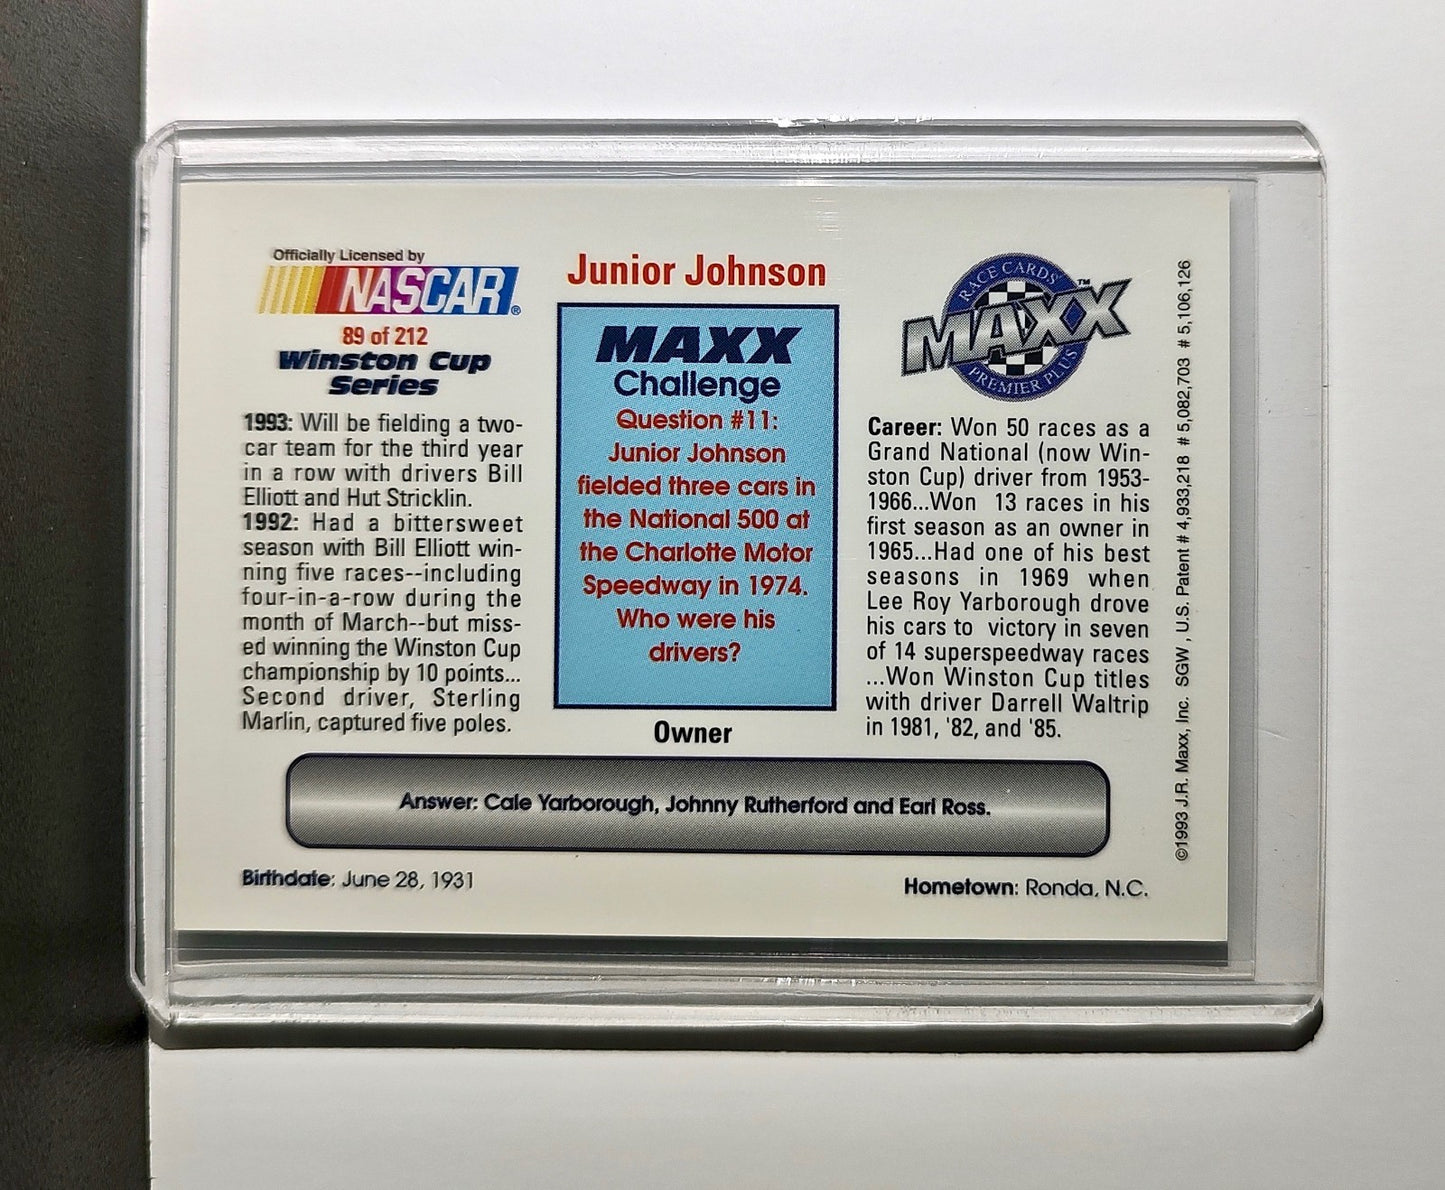 Officially Licensed by
NASCAR®
89 of 212
Winston Cup
Series
1993: Will be fielding a two-
car team for the third year
in a row with drivers Bill
Elliott and Hut Stricklin.
1992: Had a bittersweet
season with Bill Elliott win-
ning five races--including
four-in-a-row during the
month of March--but miss-
ed winning the Winston Cup
championship by 10 points...
Second driver, Sterling
Marlin, captured five poles.
Junior Johnson
MAXX
Challenge
Question #11:
Junior Johnson
fielded three cars in
the National 500 at
the Charlotte Motor
Speedway in 1974.
Who were his
drivers?
Owner
RACE CARDS
MAXX™
PREMIER PLUS
Career: Won 50 races as a
Grand National (now Win-
ston Cup) driver from 1953-
1966...Won 13 races in his
first season as an owner in
1965...Had one of his best
seasons in 1969 when
Lee Roy Yarborough drove
his cars to victory in seven
of 14 superspeedway races
...Won Winston Cup titles
with driver Darrell Waltrip
in 1981, '82, and '85.
Answer: Cale Yarborough, Johnny Rutherford and Earl Ross.
Birthdate: June 28, 1931
Hometown: Ronda, N.C.
©1993 J.R. Maxx, Inc. SGW, U.S. Patent # 4,933,218 # 5,082,703 # 5,106,126